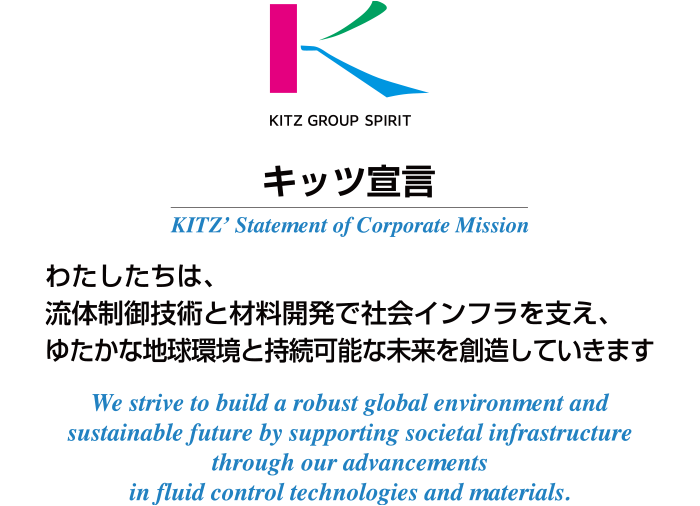 KITZ GROUP SPIRIT
キッツ宣言
KITZ’ Statement of Corporate Mission
わたしたちは、
流体制御技術と材料開発で社会インフラを支え、
ゆたかな地球環境と持続可能な未来を創造していきます
We strive to build a robust global environment and
sustainable future by supporting societal infrastructure
through our advancements
in fluid control technologies and materials.